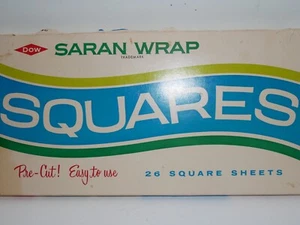 DOW
SARAN WRAP
TRADEMARK
SQUARES
Pre-Cut! Easy to use
26 SQUARE SHEETS